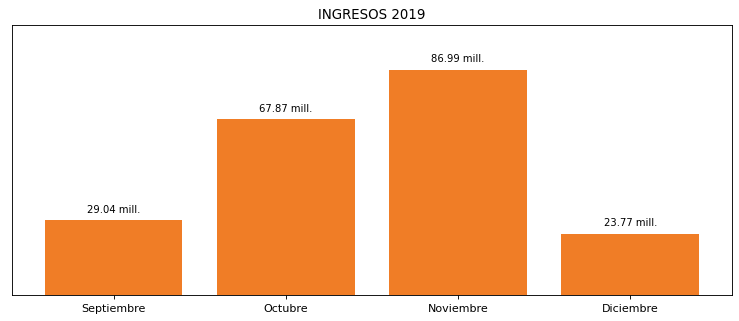 INGRESOS 2019
86.99 mill.
67.87 mill.
29.04 mill.
23.77 mill.
Septiembre Octubre Noviembre Diciembre